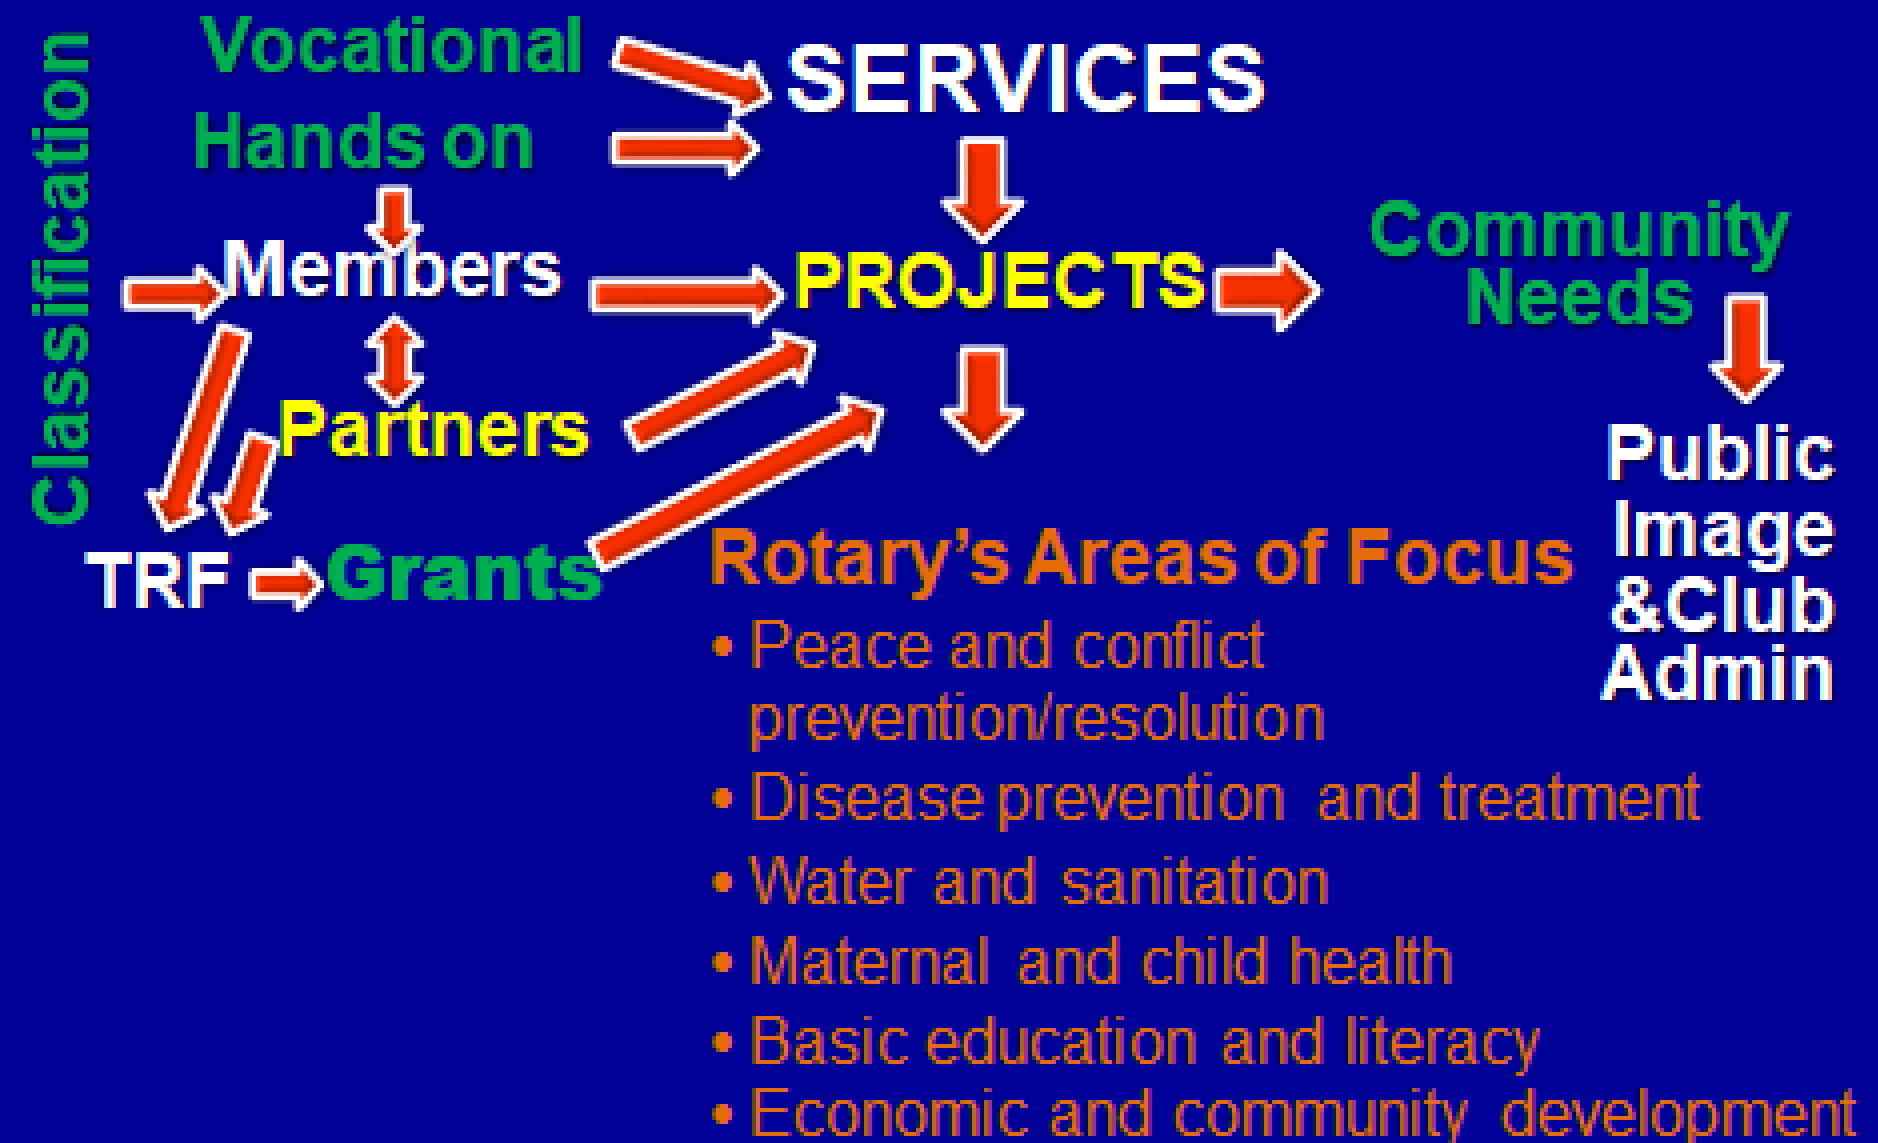 Classification
Vocational
Hands on
Members
Partners
TRF
Grants
SERVICES
PROJECTS
Community
Needs
Public
Image
&Club
Admin
Rotary’s Areas of Focus
• Peace and conflict
prevention/resolution
• Disease prevention and treatment
• Water and sanitation
• Maternal and child health
• Basic education and literacy
• Economic and community development